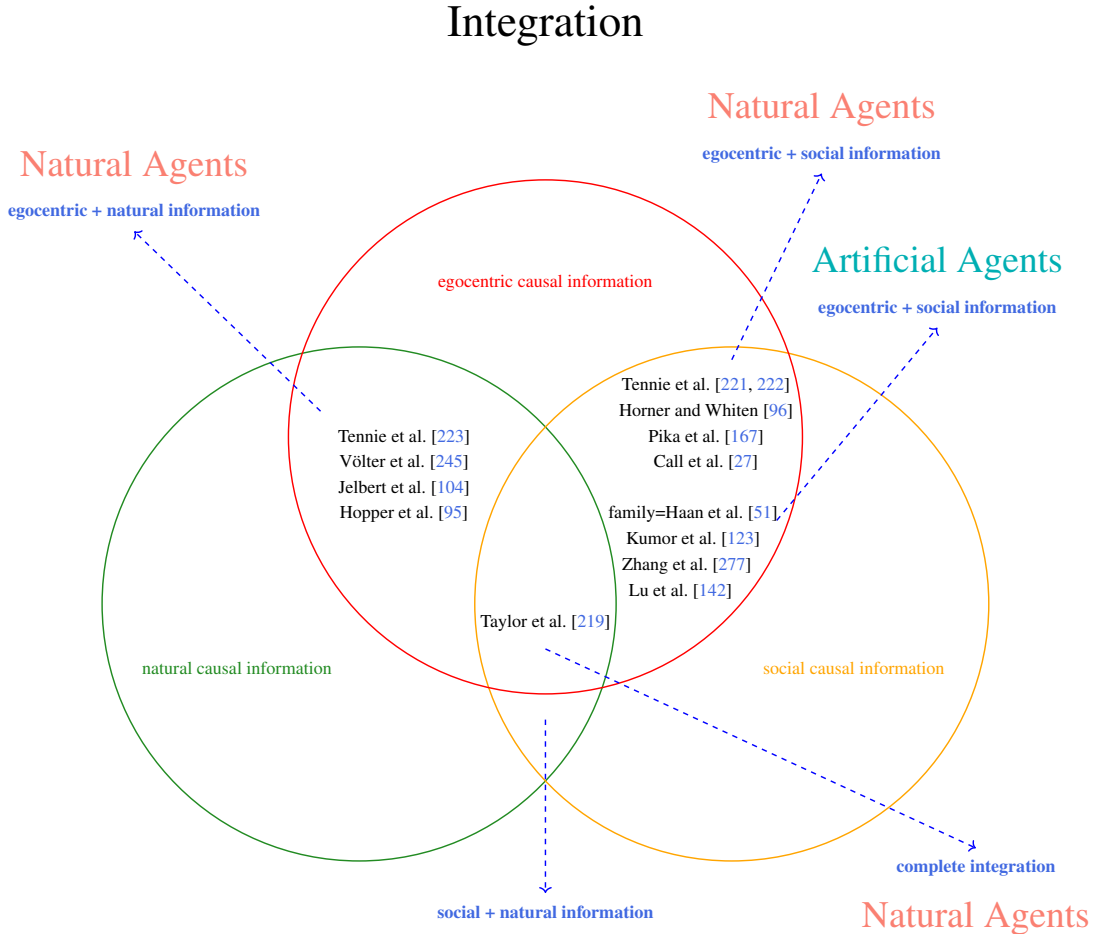 Integration
Natural Agents
egocentric + social information
Natural Agents
egocentric + natural information
Artificial Agents
egocentric + social information
egocentric causal information
Tennie et al. [221, 222]
Horner and Whiten [96]
Pika et al. [167]
Call et al. [27]
Tennie et al. [223]
Völter et al. [245]
Jelbert et al. [104]
Hopper et al. [95]
family=Haan et al. [51]
Kumor et al. [123]
Zhang et al. [277]
Lu et al. [142]
Taylor et al. [219]
natural causal information
social causal information
complete integration
Natural Agents
social + natural information